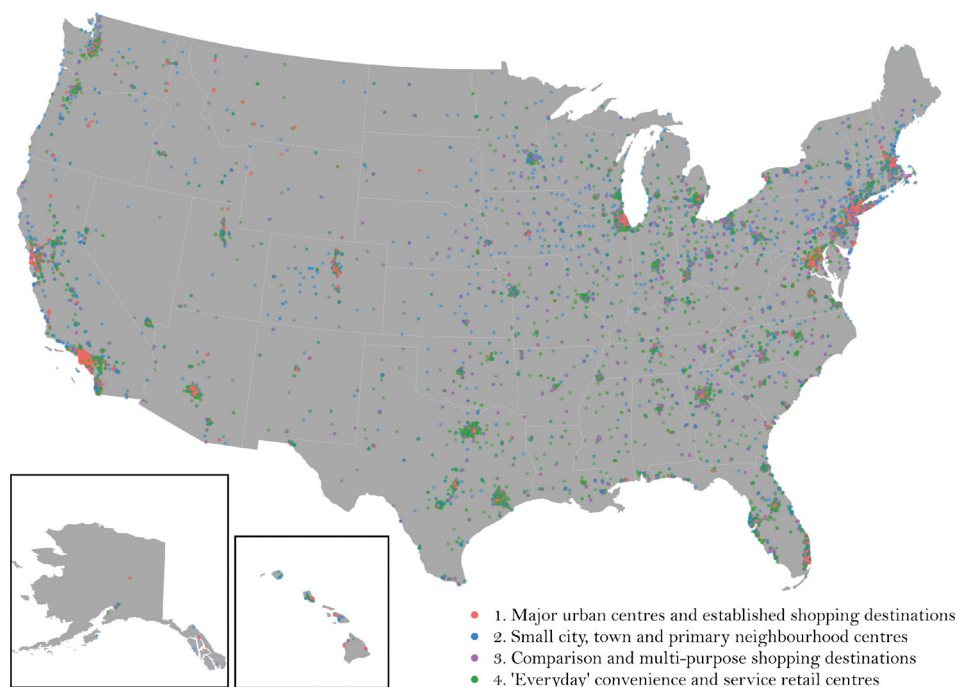 1. Major urban centres and established shopping destinations
2. Small city, town and primary neighbourhood centres
3. Comparison and multi-purpose shopping destinations
4. 'Everyday' convenience and service retail centres